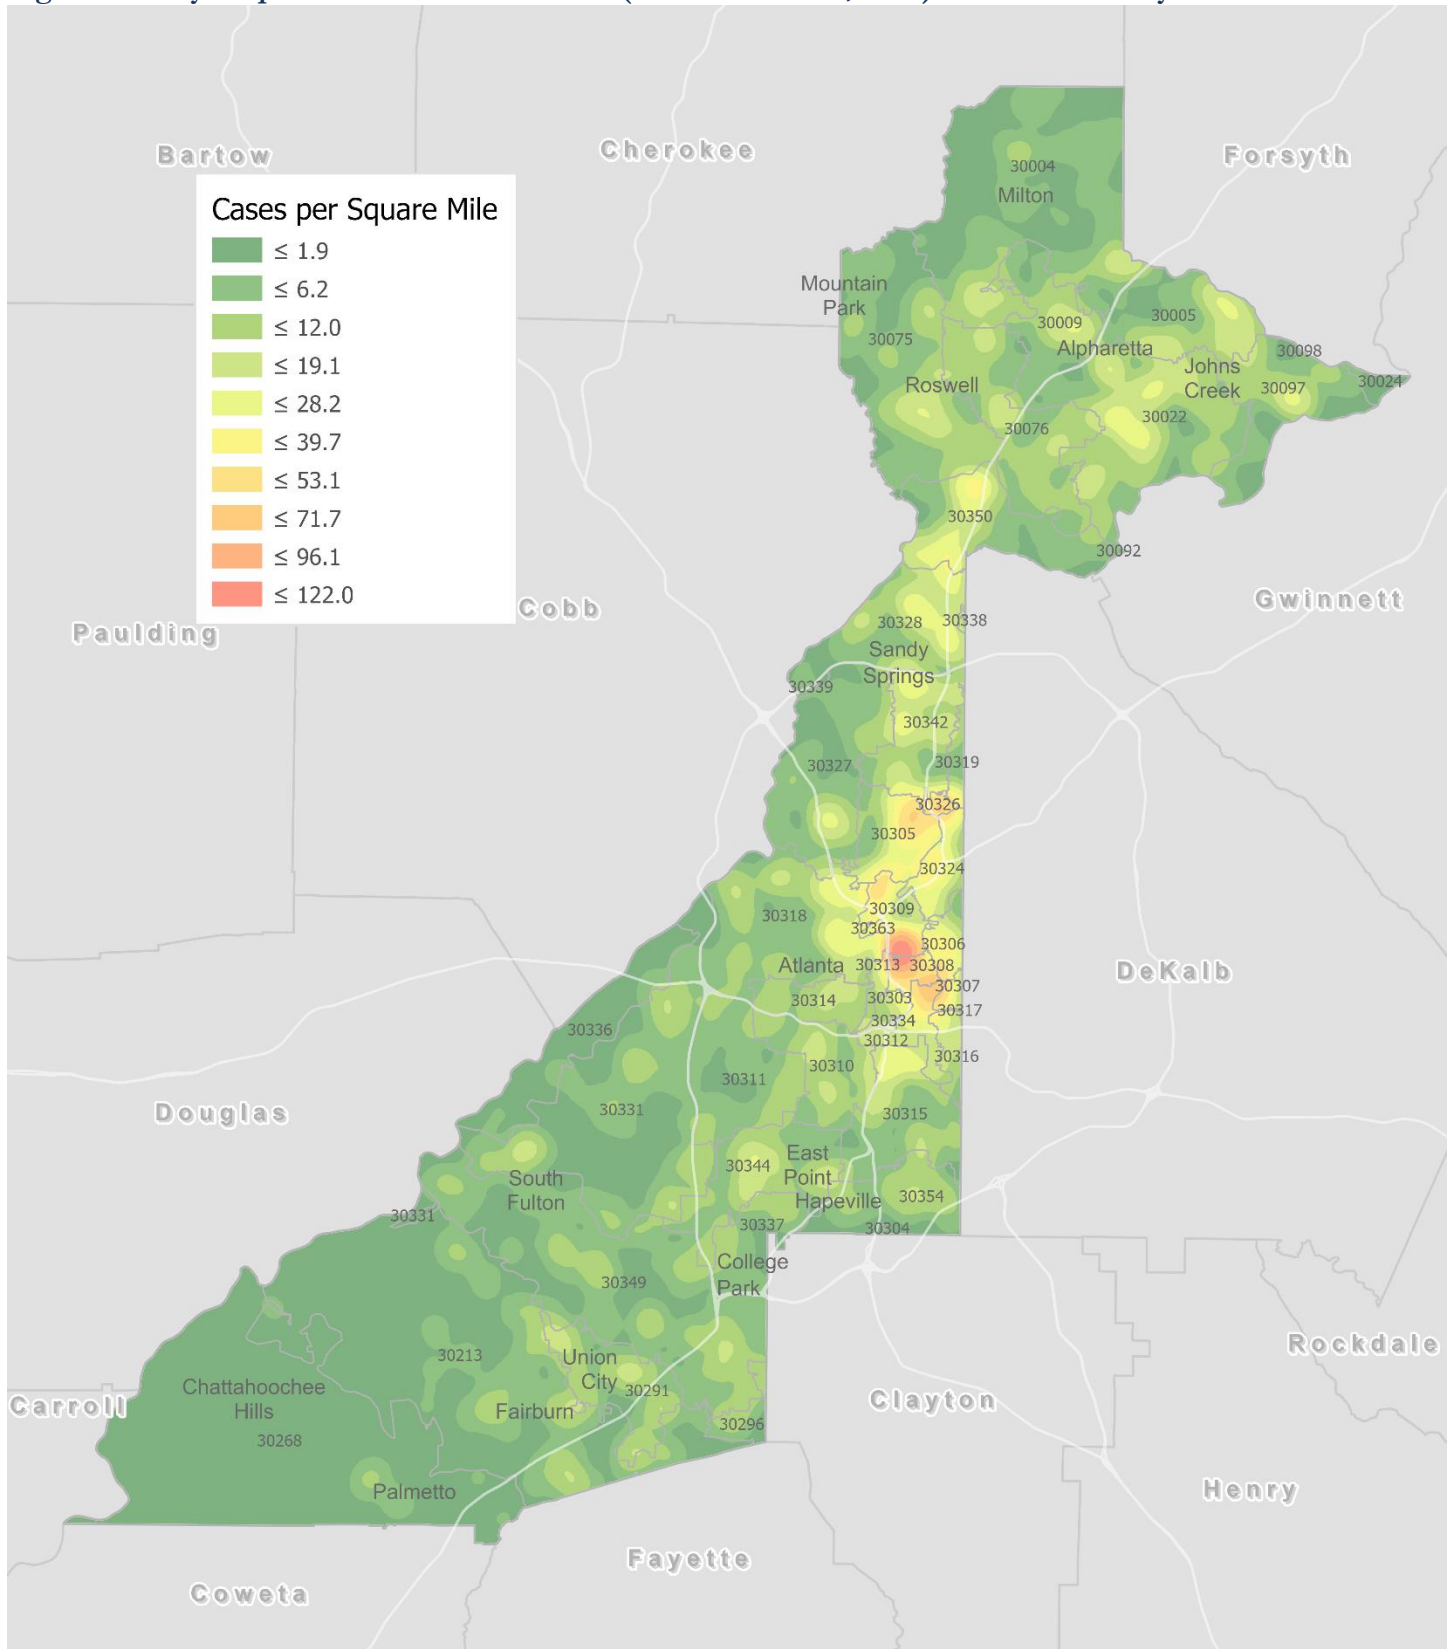 Bartow
Cherokee
Forsyth
Cases per Square Mile
≤ 1.9
≤ 6.2
≤ 12.0
≤ 19.1
≤ 28.2
≤ 39.7
≤ 53.1
≤ 71.7
≤ 96.1
≤ 122.0
30004
Milton
Mountain
Park
30075
30009
30005
Alpharetta
30098
Johns
Creek
30097
30024
Roswell
30022
30076
30350
30092
Cobb
Gwinnett
Paulding
30328
30338
Sandy
Springs
30339
30342
30327
30319
30326
30305
30324
30318
30309
30363
30306
Atlanta
30313
30308
DeKalb
30307
30314
30303
30317
30334
30336
30312
30316
30310
30311
Douglas
30331
30315
East
Point
30344
South
Fulton
Hapeville
30354
30331
30337
30304
College
Park
30349
Rockdale
30213
Union
City
30291
Chattahoochee
Hills
Carroll
Clayton
Fairburn
30296
30268
Palmetto
Henry
Fayette
Coweta